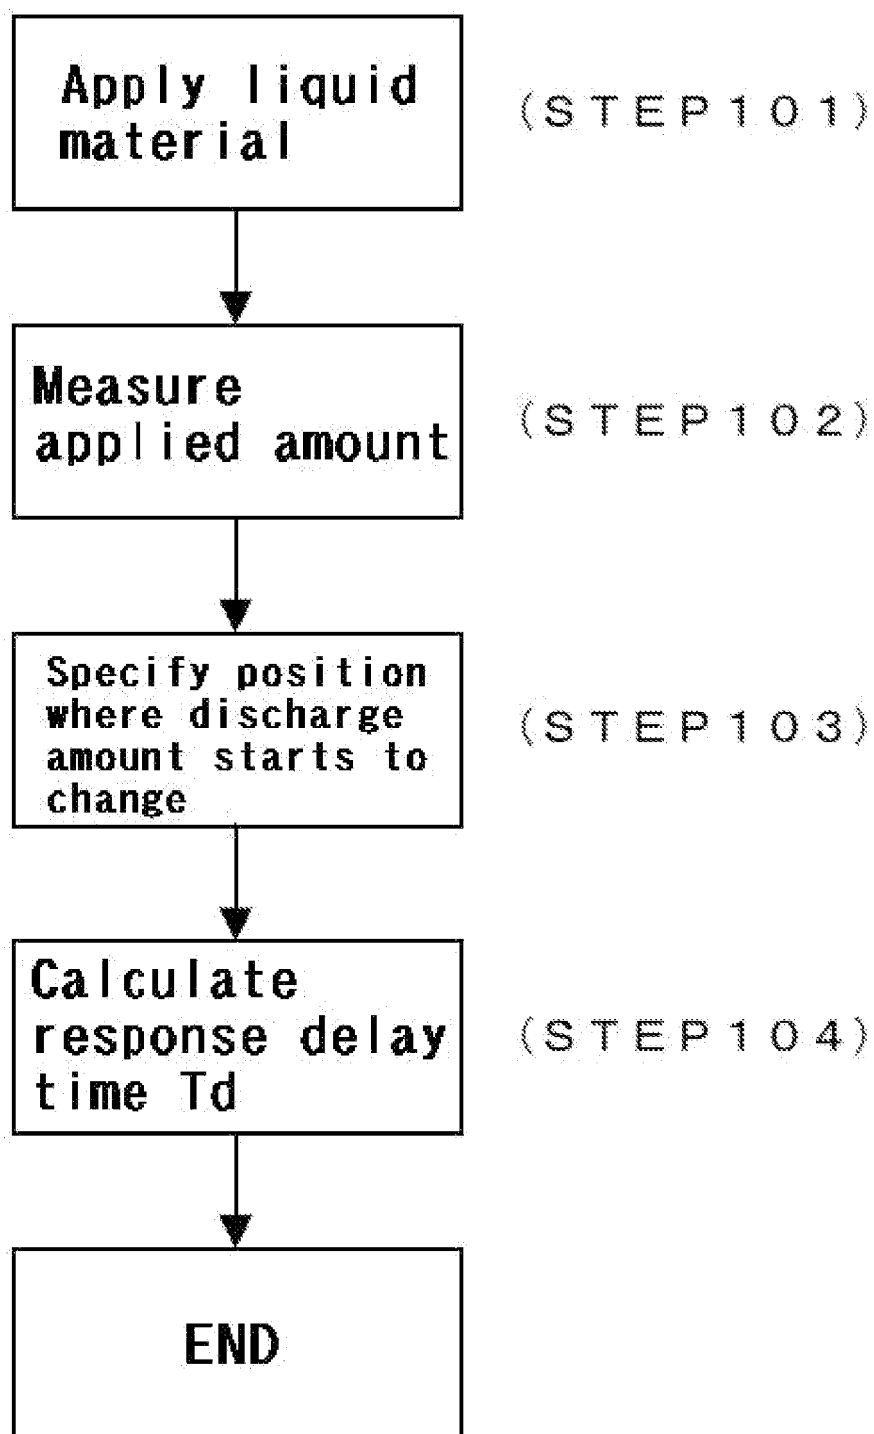 Apply liquid
material
(STEP101)
Measure
applied amount
(STEP102)
Specify position
where discharge
amount starts to
change
(STEP103)
Calculate
response delay
time Td
(STEP104)
END